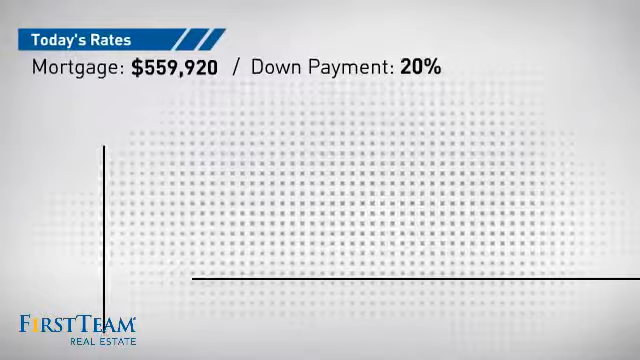 Today's Rates
Mortgage: $559,920 / Down Payment: 20%
FIRSTTEAM®
REAL ESTATE